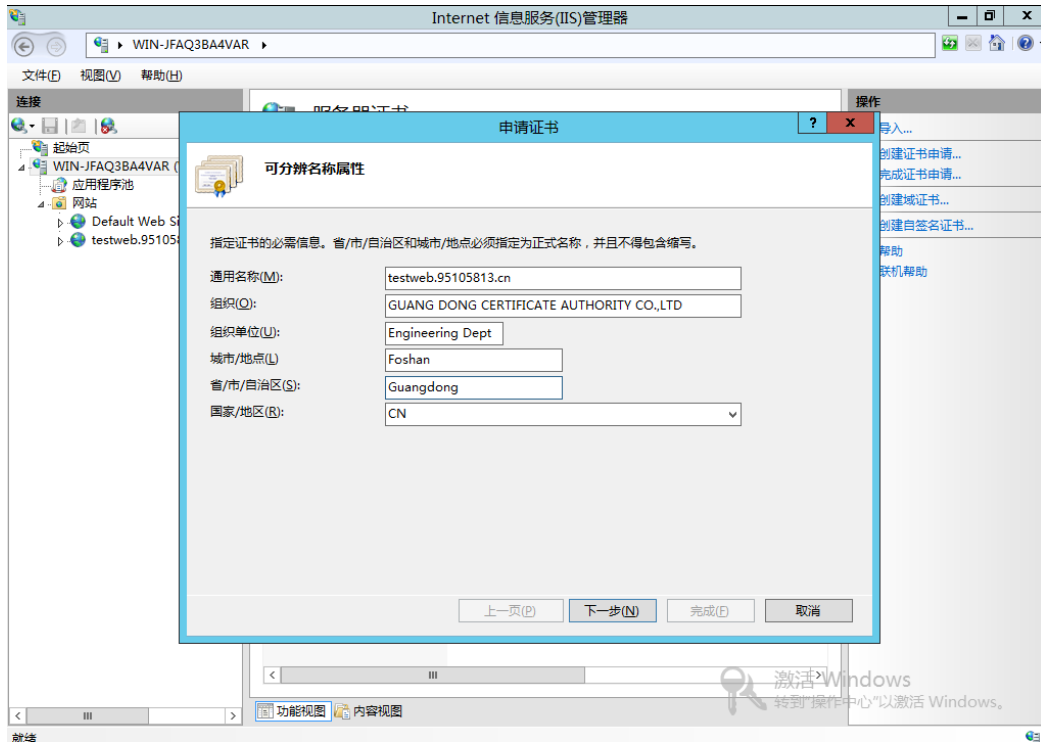 Internet 信息服务(IIS)管理器
WIN-JFAQ3BA4VAR
文件(F) 视图(V) 帮助(H)
连接
起始页
WIN-JFAQ3BA4VAR (
应用程序池
网站
Default Web Si
testweb.95105
服务器证书
申请证书
可分辨名称属性
指定证书的必需信息。省/市/自治区和城市/地点必须指定为正式名称，并且不得包含缩写。
通用名称(M): testweb.95105813.cn
组织(O): GUANG DONG CERTIFICATE AUTHORITY CO.,LTD
组织单位(U): Engineering Dept
城市/地点(L) Foshan
省/市/自治区(S): Guangdong
国家/地区(R): CN
上一页(P) 下一步(N) 完成(F) 取消
操作
导入...
创建证书申请...
完成证书申请...
创建域证书...
创建自签名证书...
帮助
联机帮助
功能视图 内容视图
激活 Windows
转到"操作中心"以激活 Windows。
就绪